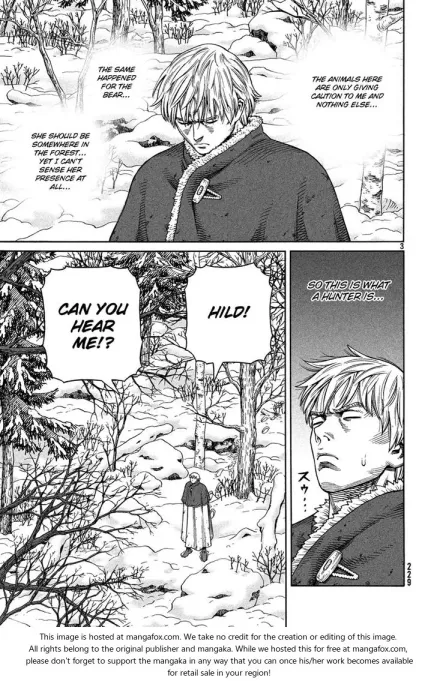 THE ANIMALS HERE
ARE ONLY GIVING
CAUTION TO ME AND
NOTHING ELSE...
THE SAME
HAPPENED
FOR THE
BEAR...
SHE SHOULD BE
SOMEWHERE
IN THE
FOREST...
YET I CAN'T
SENSE HER
PRESENCE AT
ALL...
3
SO THIS IS WHAT
A HUNTER IS...
スゥ…
HILD!
CAN YOU
HEAR
ME!?
229
This image is hosted at mangafox.com. We take no credit for the creation or editing of this image.
All rights belong to the original publisher and mangaka. While we hosted this for free at mangafox.com,
please don't forget to support the mangaka in any way that you can once his/her work becomes available
for retail sale in your region!